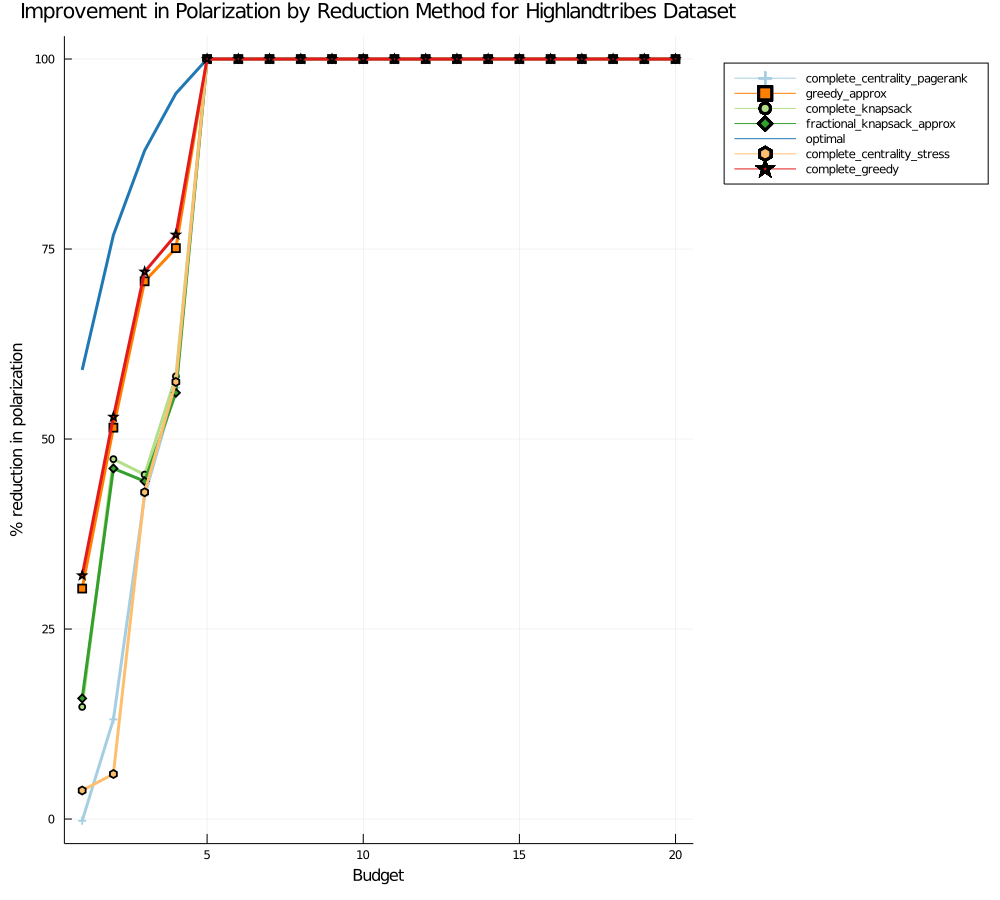 Improvement in Polarization by Reduction Method for Highlandtribes Dataset
100
75
50
25
0
% reduction in polarization
5
10
15
20
Budget
complete_centrality_pagerank
greedy_approx
complete_knapsack
fractional_knapsack_approx
optimal
complete_centrality_stress
complete_greedy